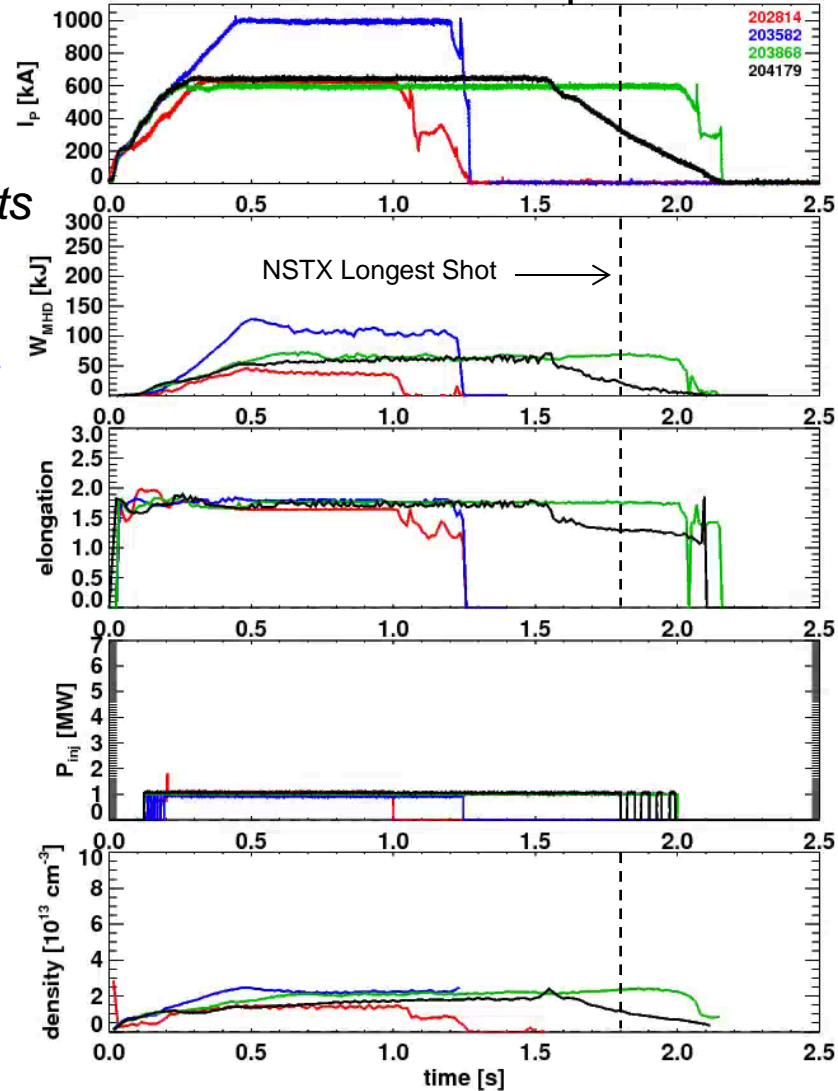 1000
800
600
400
200
0
I_P [kA]
202814
203582
203868
204179
0.0 0.5 1.0 1.5 2.0 2.5
ts
300
250
200
150
100
50
0
W_MHD [kJ]
NSTX Longest Shot
0.0 0.5 1.0 1.5 2.0 2.5
3.0
2.5
2.0
1.5
1.0
0.5
0.0
elongation
0.0 0.5 1.0 1.5 2.0 2.5
7
6
5
4
3
2
1
0
P_inj [MW]
0.0 0.5 1.0 1.5 2.0 2.5
10
8
6
4
2
0
density [10^13 cm^-3]
0.0 0.5 1.0 1.5 2.0 2.5
time [s]